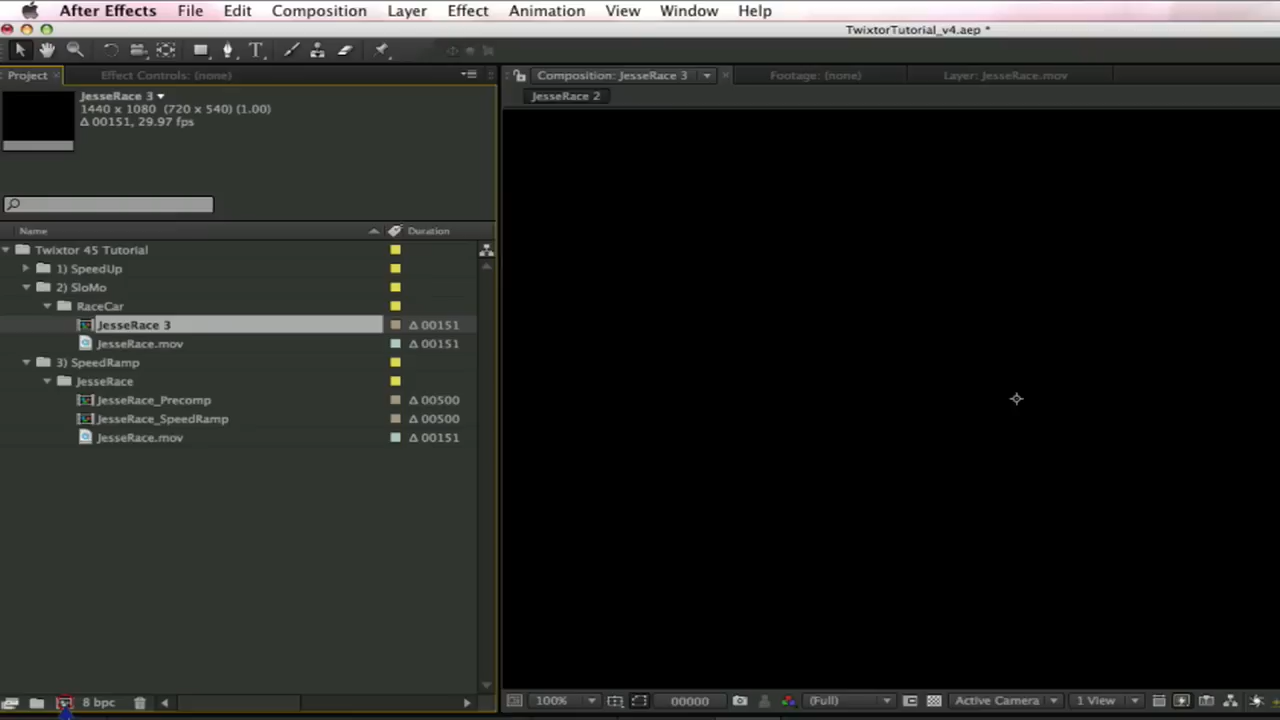 After Effects File Edit Composition Layer Effect Animation View Window Help
TwixtorTutorial_v4.aep *
Project Effect Controls: (none) Composition: JesseRace 3 Footage: (none) Layer: JesseRace.mov
JesseRace 3
JesseRace 2
1440 x 1080 (720 x 540) (1.00)
Δ 00151, 29.97 fps
Name Duration
Twixtor 45 Tutorial
1) SpeedUp
2) SloMo
RaceCar
JesseRace 3 Δ 00151
JesseRace.mov Δ 00151
3) SpeedRamp
JesseRace
JesseRace_Precomp Δ 00500
JesseRace_SpeedRamp Δ 00500
JesseRace.mov Δ 00151
8 bpc 100% 00000 (Full) Active Camera 1 View